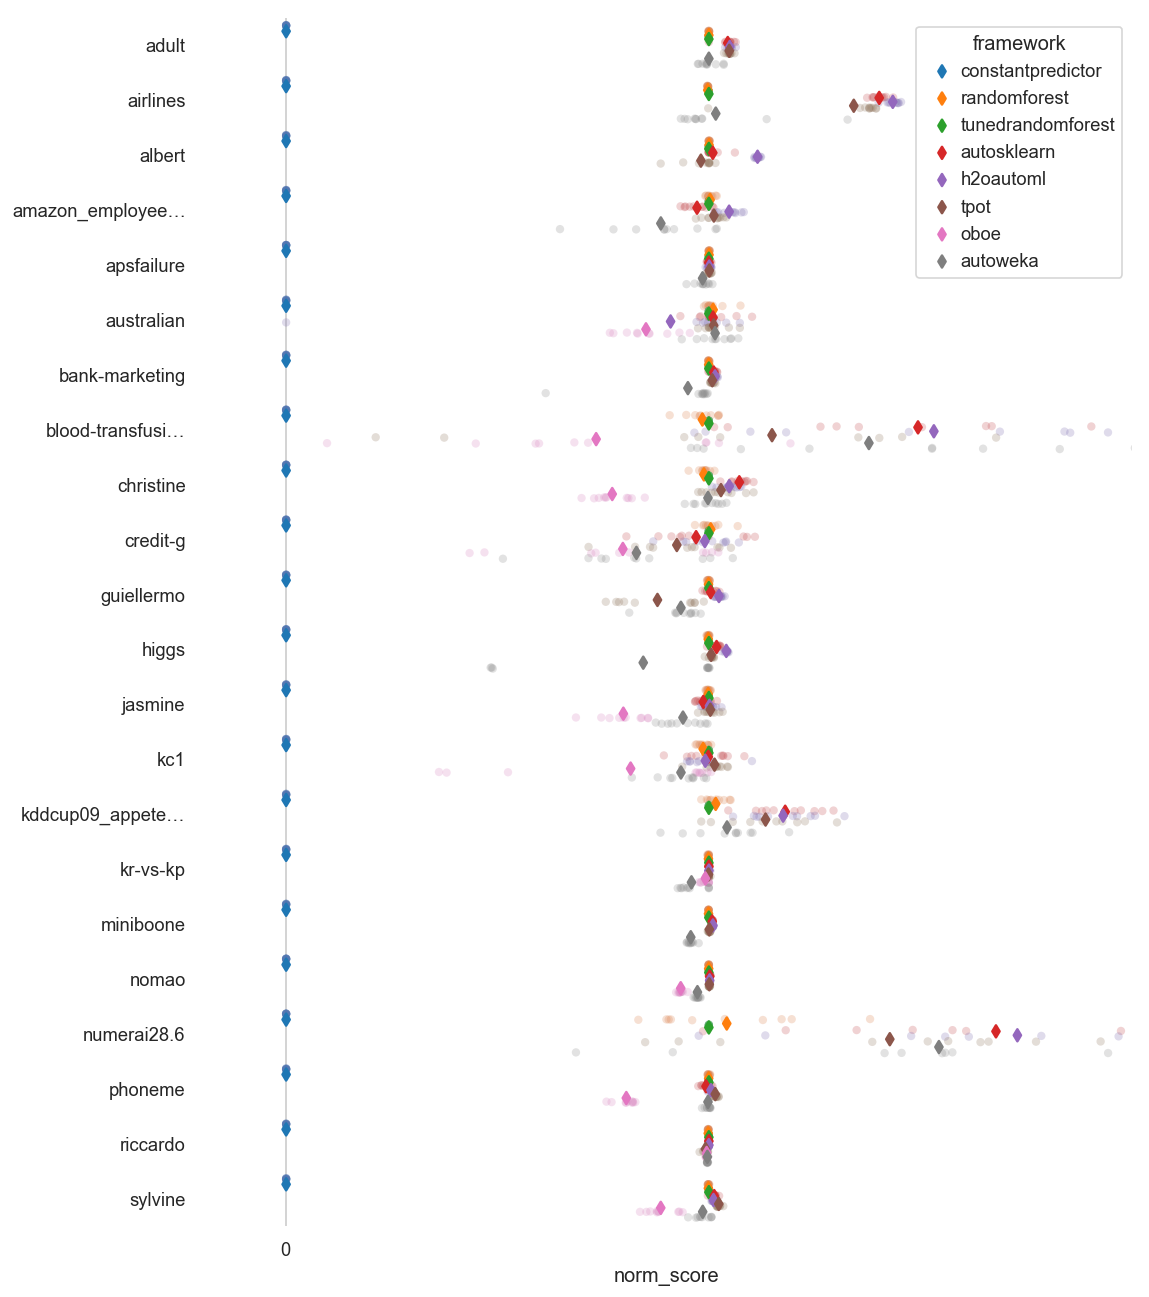 adult
airlines
albert
amazon_employee…
apsfailure
australian
bank-marketing
blood-transfusi…
christine
credit-g
guiellermo
higgs
jasmine
kc1
kddcup09_appete…
kr-vs-kp
miniboone
nomao
numerai28.6
phoneme
riccardo
sylvine
0
norm_score
framework
constantpredictor
randomforest
tunedrandomforest
autosklearn
h2oautoml
tpot
oboe
autoweka